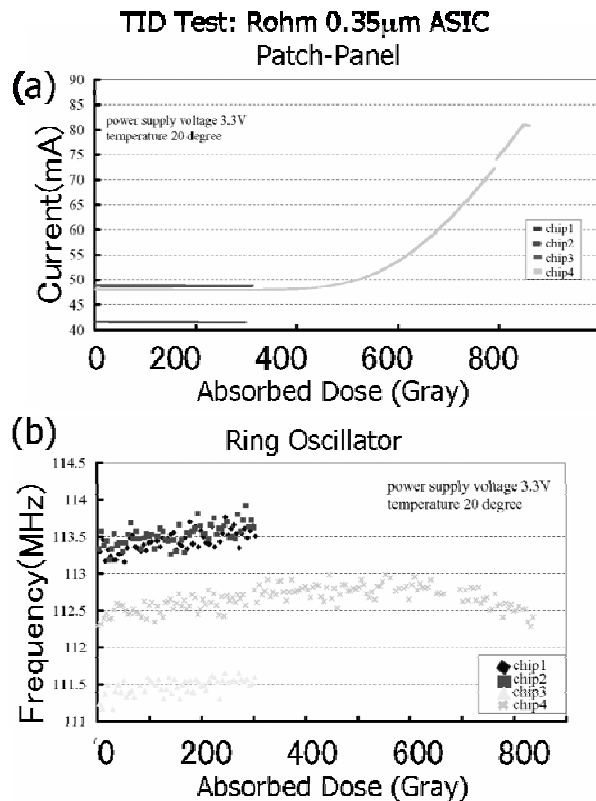 TID Test: Rohm 0.35μm ASIC
Patch-Panel
(a)
90
85
80
75
70
65
60
55
50
45
40
Current(mA)
power supply voltage 3.3V
temperature 20 degree
chip1
chip2
chip3
chip4
0 200 400 600 800
Absorbed Dose (Gray)
(b)
Ring Oscillator
114.5
114
113.5
113
112.5
112
111.5
111
Frequency(MHz)
power supply voltage 3.3V
temperature 20 degree
chip1
chip2
chip3
chip4
0 200 400 600 800
Absorbed Dose (Gray)